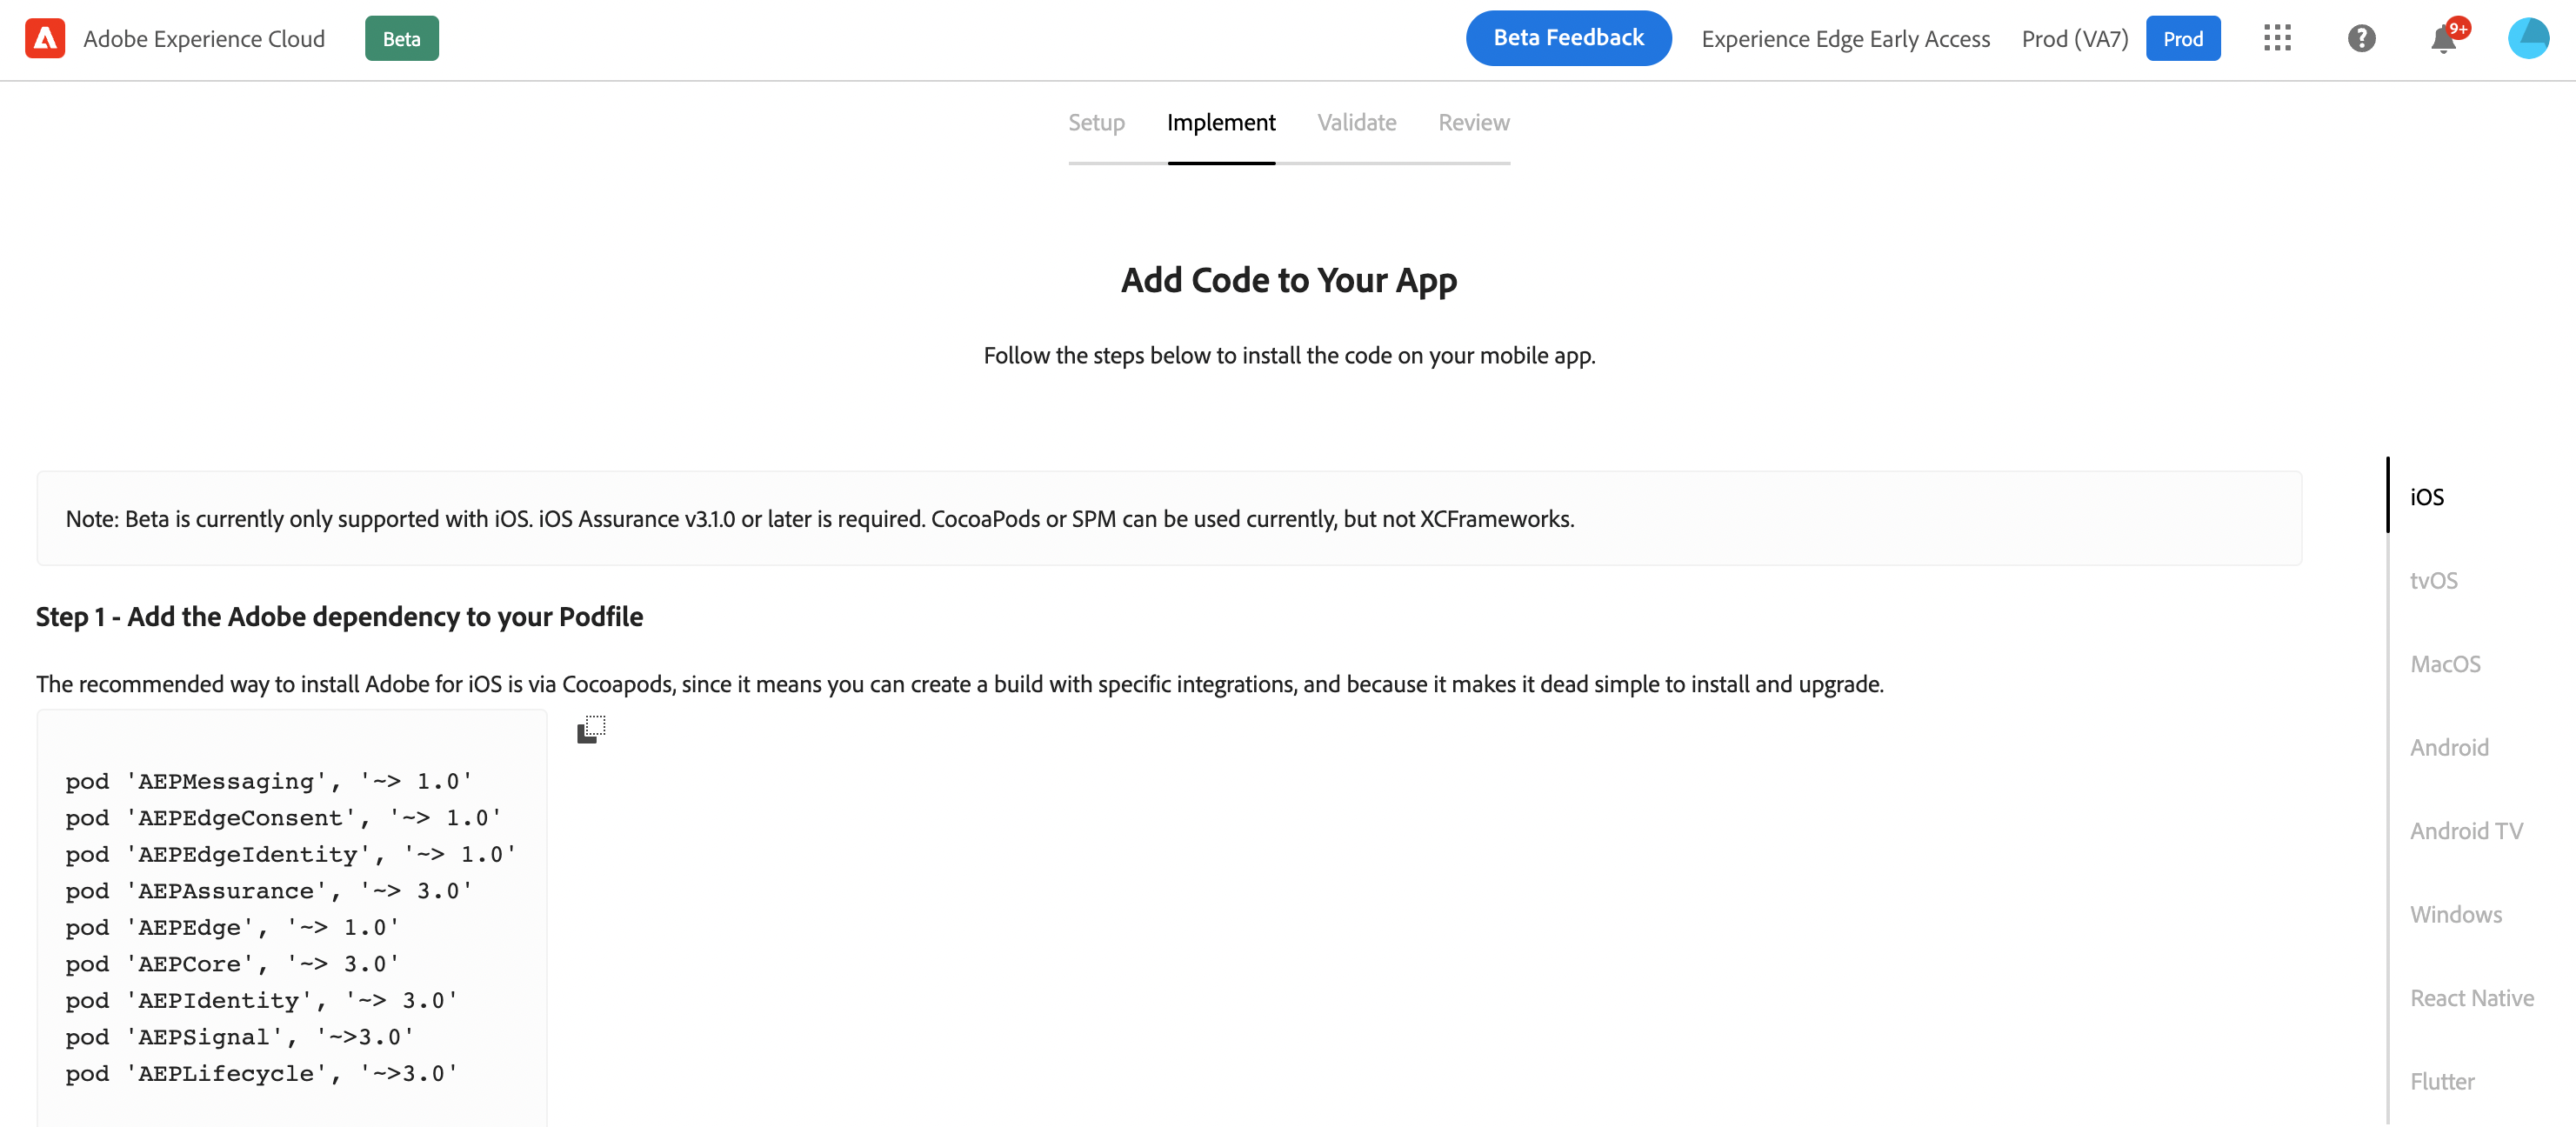 Adobe Experience Cloud
Beta
Beta Feedback
Experience Edge Early Access
Prod (VA7)
Prod
9+
Setup
Implement
Validate
Review
Add Code to Your App
Follow the steps below to install the code on your mobile app.
Note: Beta is currently only supported with iOS. iOS Assurance v3.1.0 or later is required. CocoaPods or SPM can be used currently, but not XCFrameworks.
Step 1 - Add the Adobe dependency to your Podfile
The recommended way to install Adobe for iOS is via Cocoapods, since it means you can create a build with specific integrations, and because it makes it dead simple to install and upgrade.
pod 'AEPMessaging', '~> 1.0'
pod 'AEPEdgeConsent', '~> 1.0'
pod 'AEPEdgeIdentity', '~> 1.0'
pod 'AEPAssurance', '~> 3.0'
pod 'AEPEdge', '~> 1.0'
pod 'AEPCore', '~> 3.0'
pod 'AEPIdentity', '~> 3.0'
pod 'AEPSignal', '~>3.0'
pod 'AEPLifecycle', '~>3.0'
iOS
tvOS
MacOS
Android
Android TV
Windows
React Native
Flutter